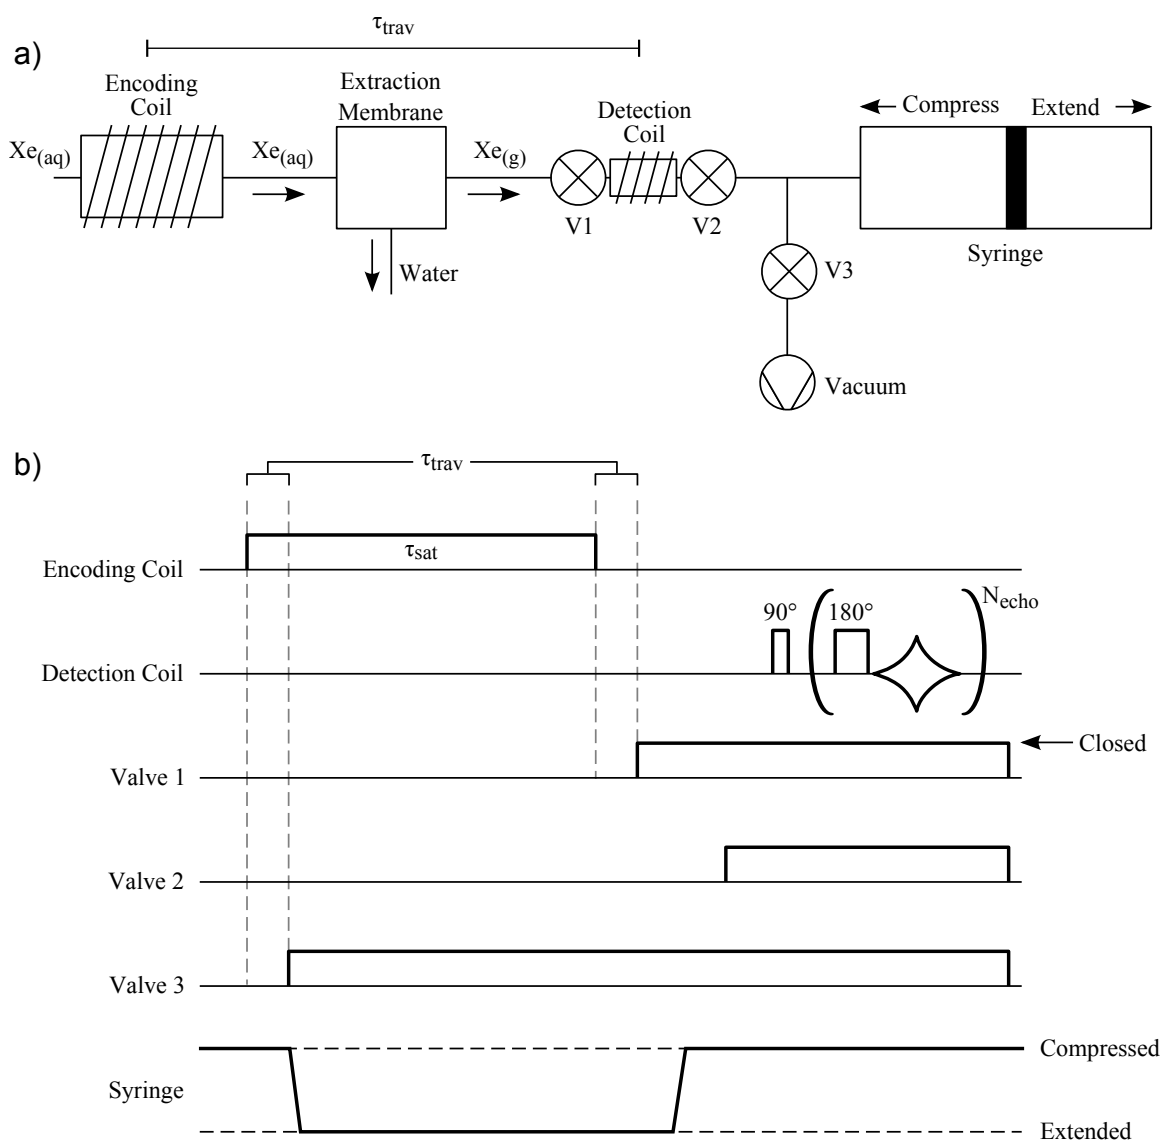 a)
τtrav
Encoding
Coil
Extraction
Membrane
Detection
Coil
Compress
Extend
Xe(aq)
Xe(aq)
Xe(g)
V1
V2
Syringe
Water
V3
Vacuum
b)
τtrav
τsat
Encoding Coil
90°
180°
Necho
Detection Coil
Closed
Valve 1
Valve 2
Valve 3
Compressed
Syringe
Extended